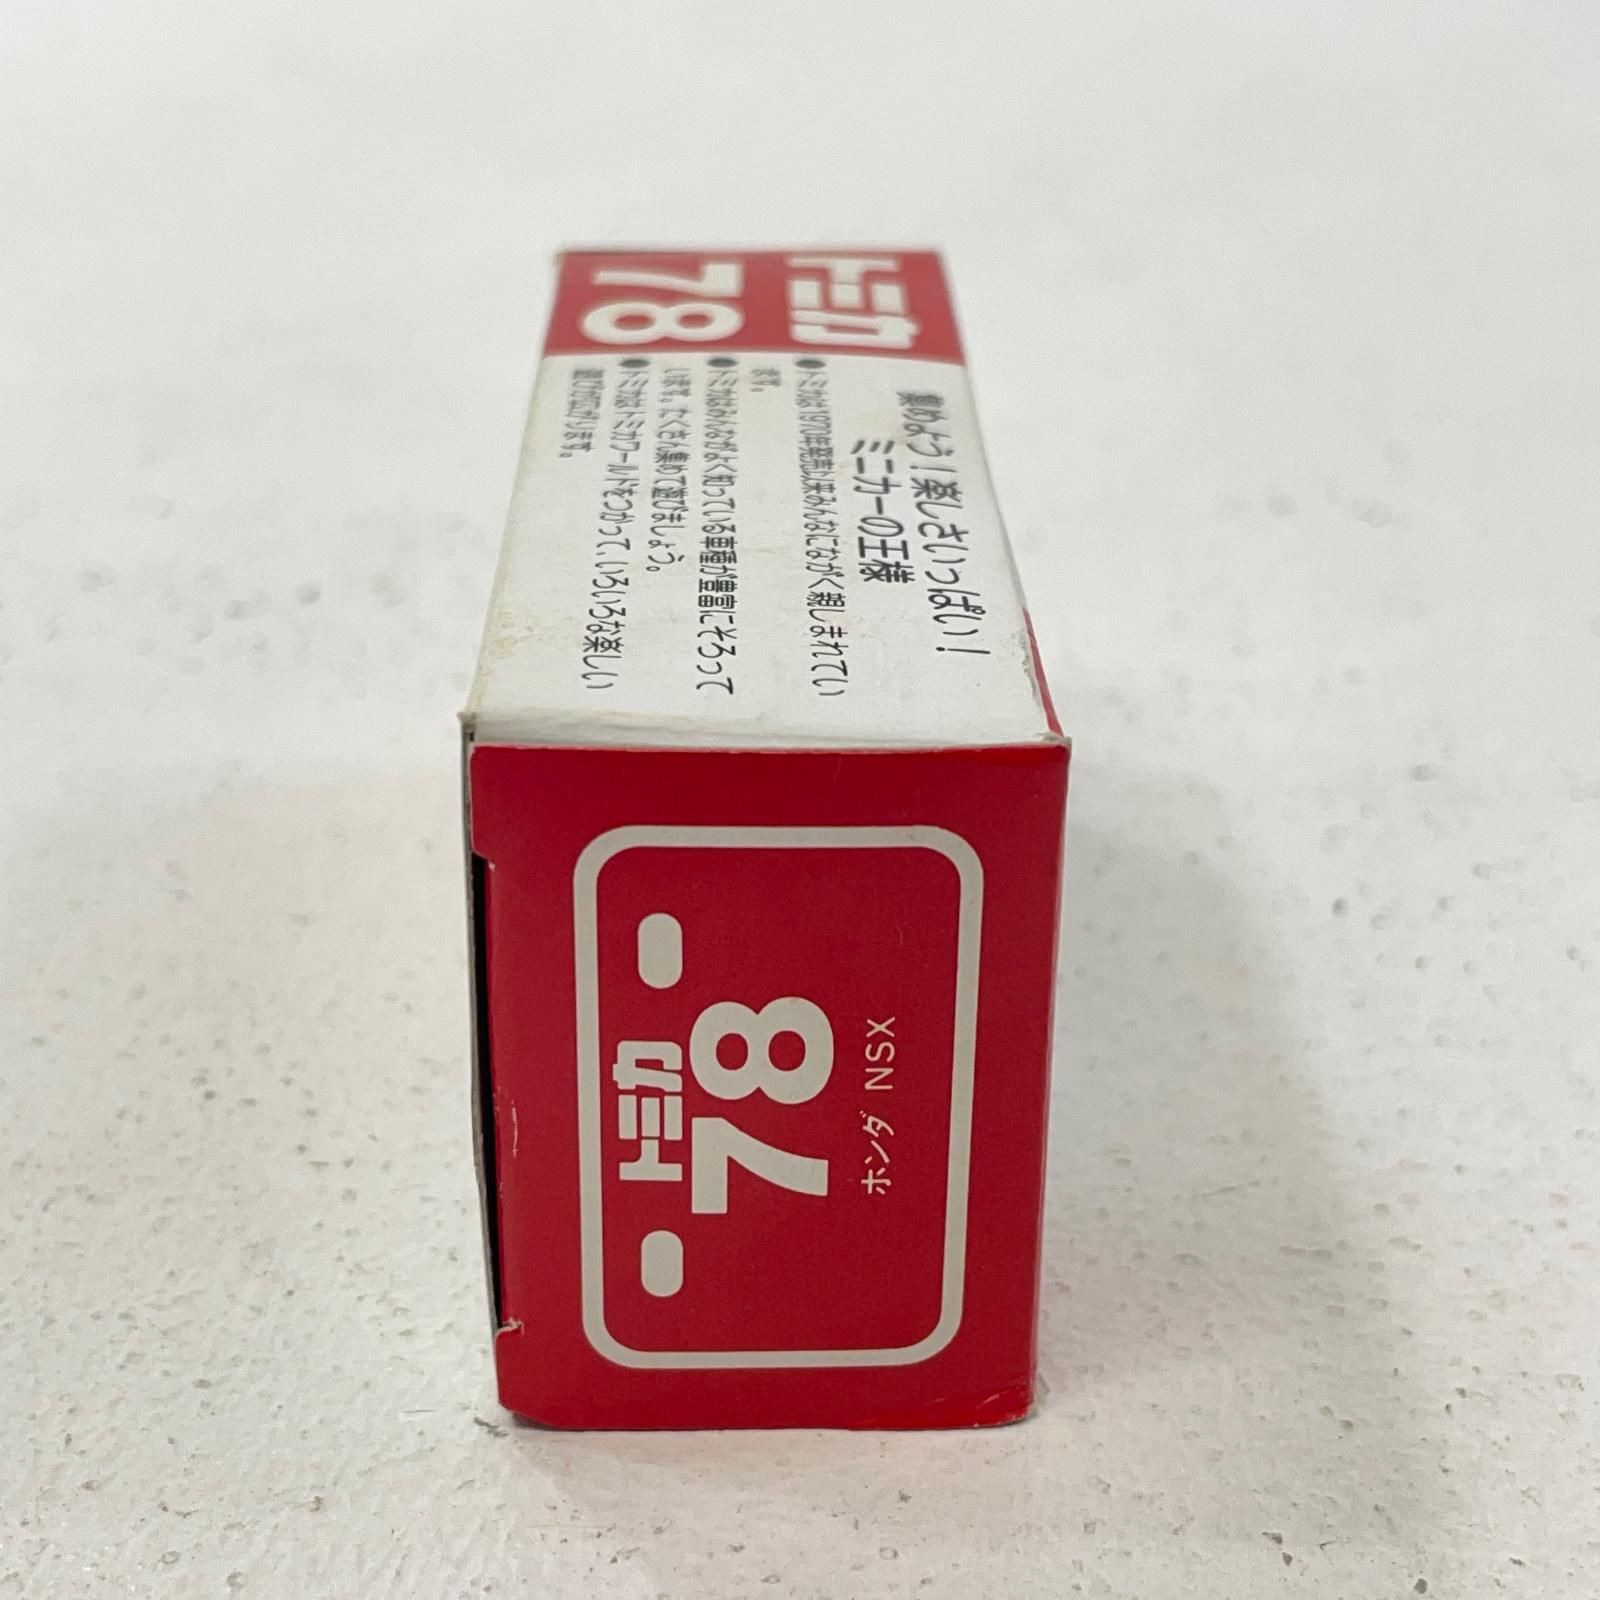 トミカ
78
集めよう！楽しさいっぱい！
ミニカーの王様
●トミカは1970年発売以来みんなにながく親しまれてい
ます。
●トミカはみんながよく知っている車種が豊富にそろって
います。たくさん集めて遊びましょう。
●トミカはトミカワールドをつかって、いろいろな楽しい
遊びが広がります。
トミカ
78
ホンダ NSX